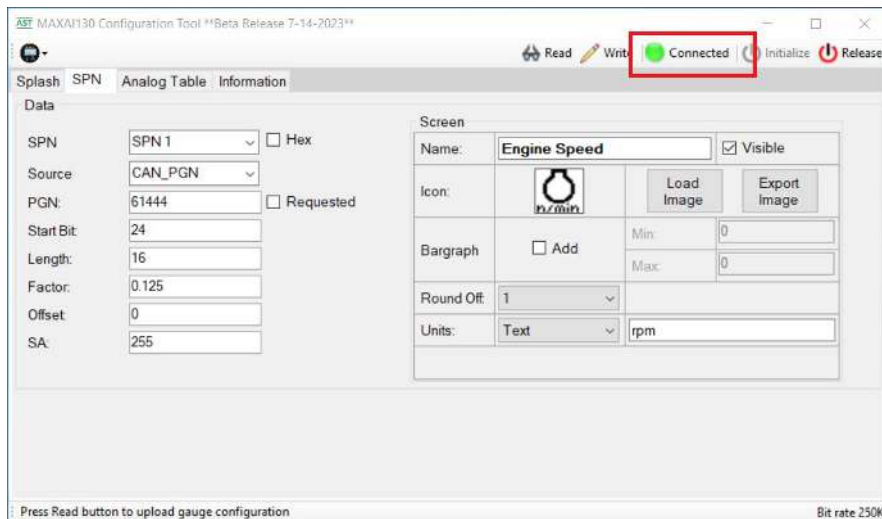 AST MAXAI130 Configuration Tool **Beta Release 7-14-2023**
Read Write Connected Initialize Release
Splash SPN Analog Table Information
Data
SPN SPN 1 Hex
Source CAN_PGN
PGN: 61444 Requested
Start Bit: 24
Length: 16
Factor: 0.125
Offset 0
SA: 255
Screen
Name: Engine Speed Visible
Icon: n/min Load Image Export Image
Bargraph Add Min: 0
Max: 0
Round Off: 1
Units: Text rpm
Press Read button to upload gauge configuration Bit rate 250K